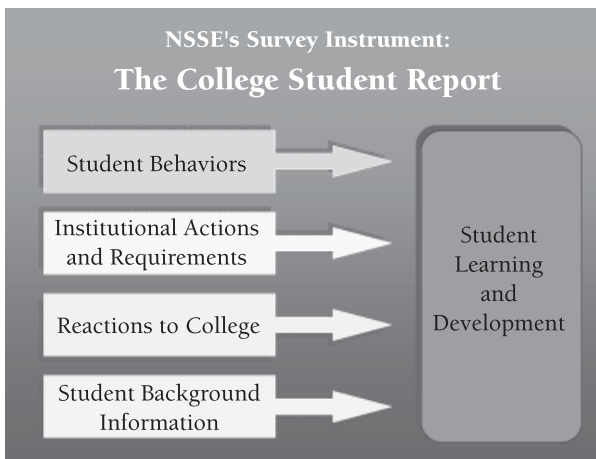 NSSE's Survey Instrument:
The College Student Report
Student Behaviors
Institutional Actions
and Requirements
Reactions to College
Student Background
Information
Student
Learning
and
Development